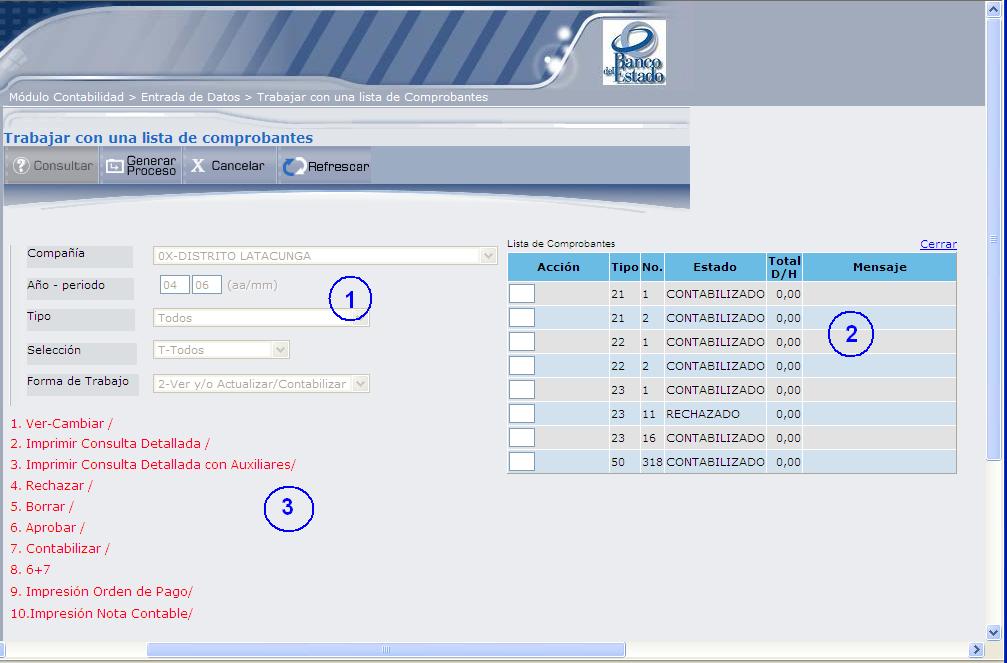 Banco
del Estado
Módulo Contabilidad > Entrada de Datos > Trabajar con una lista de Comprobantes
Trabajar con una lista de comprobantes
? Consultar Generar Proceso X Cancelar Refrescar
Compañía 0X-DISTRITO LATACUNGA
Año - periodo 04 06 (aa/mm)
1
Tipo Todos
Selección T-Todos
Forma de Trabajo 2-Ver y/o Actualizar/Contabilizar
1. Ver-Cambiar /
2. Imprimir Consulta Detallada /
3. Imprimir Consulta Detallada con Auxiliares/
4. Rechazar /
5. Borrar /
6. Aprobar /
7. Contabilizar /
8. 6+7
9. Impresión Orden de Pago/
10.Impresión Nota Contable/
3
Lista de Comprobantes Cerrar
Acción Tipo No. Estado Total D/H Mensaje
21 1 CONTABILIZADO 0,00
21 2 CONTABILIZADO 0,00
22 1 CONTABILIZADO 0,00
22 2 CONTABILIZADO 0,00
23 1 CONTABILIZADO 0,00
23 11 RECHAZADO 0,00
23 16 CONTABILIZADO 0,00
50 318 CONTABILIZADO 0,00
2